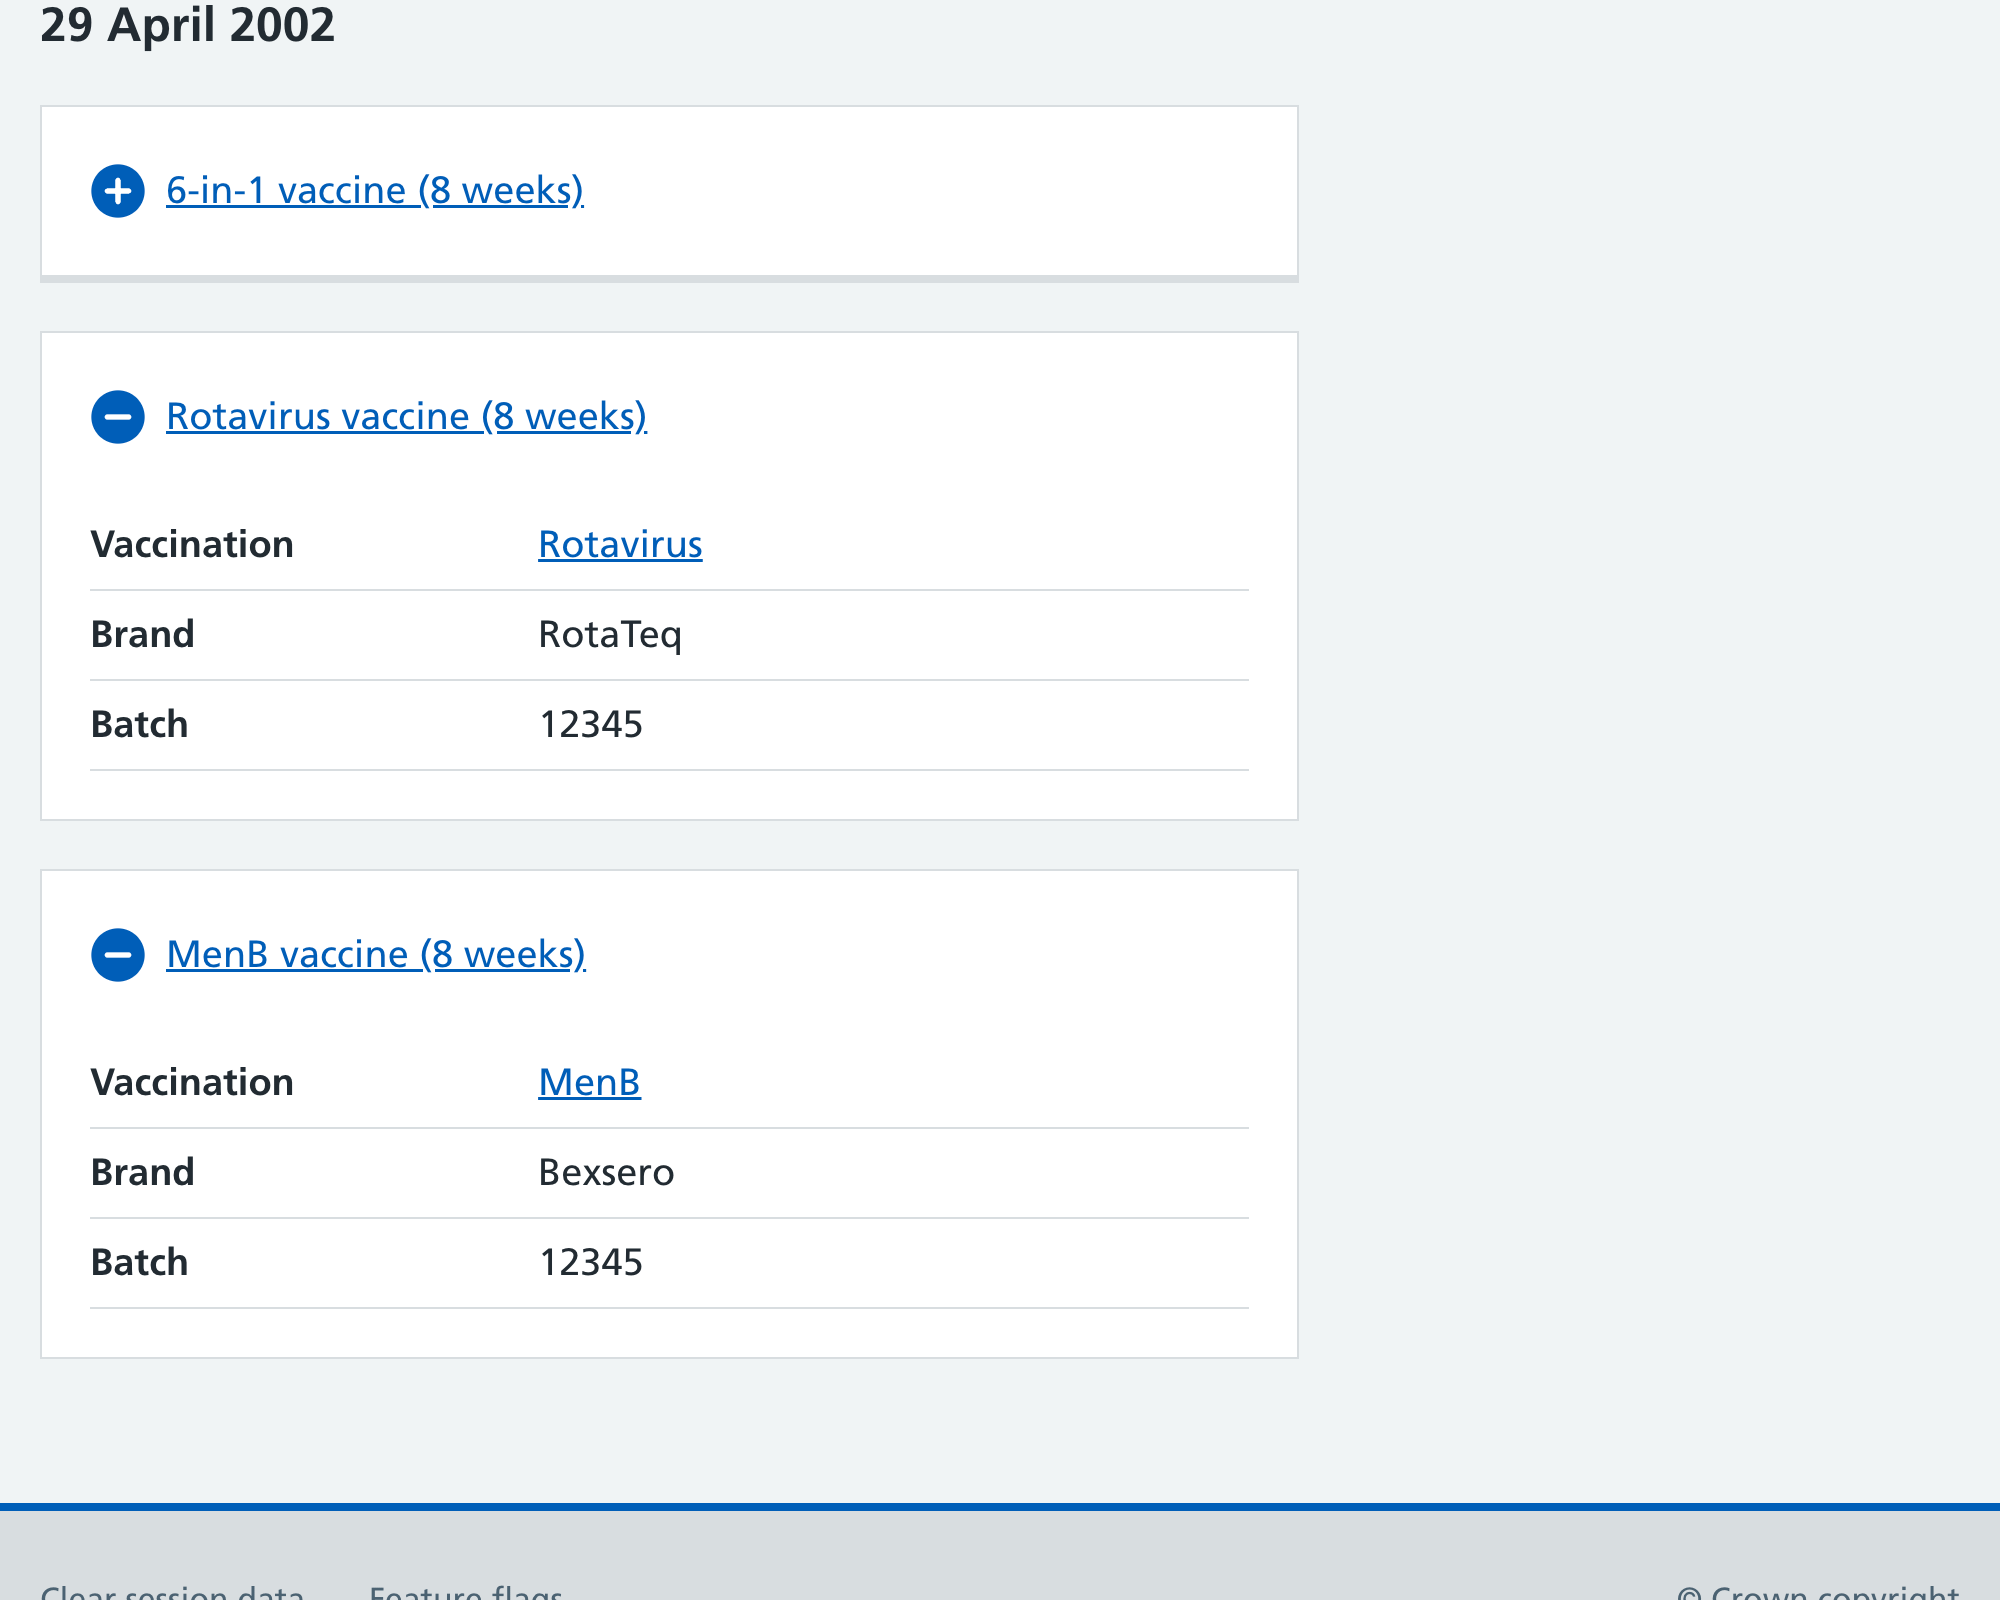 29 April 2002
6-in-1 vaccine (8 weeks)
Rotavirus vaccine (8 weeks)
Vaccination Rotavirus
Brand RotaTeq
Batch 12345
MenB vaccine (8 weeks)
Vaccination MenB
Brand Bexsero
Batch 12345
Clear session data Feature flags © Crown copyright